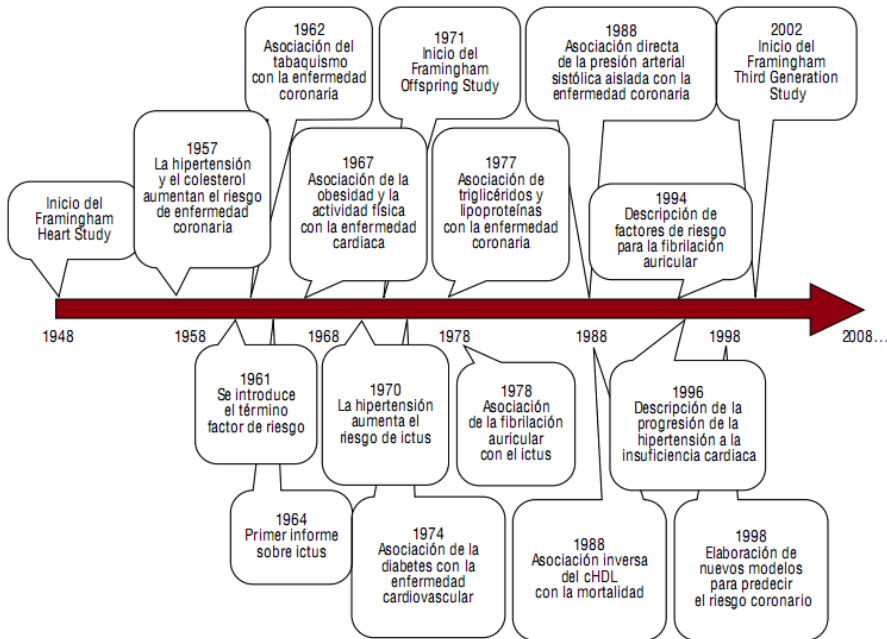 1962
Asociación del
tabaquismo
con la enfermedad
coronaria
1971
Inicio del
Framingham
Offspring Study
1988
Asociación directa
de la presión arterial
sistólica aislada con la
enfermedad coronaria
2002
Inicio del
Framingham
Third Generation
Study
Inicio del
Framingham
Heart Study
1957
La hipertensión
y el colesterol
aumentan el riesgo
de enfermedad
coronaria
1967
Asociación de la
obesidad y la
actividad física
con la enfermedad
cardiaca
1977
Asociación de
triglicéridos y
lipoproteínas
con la enfermedad
coronaria
1994
Descripción de
factores de riesgo
para la fibrilación
auricular
1948 1958 1968 1978 1988 1998 2008...
1961
Se introduce
el término
factor de riesgo
1970
La hipertensión
aumenta el
riesgo de ictus
1978
Asociación
de la fibrilación
auricular
con el ictus
1996
Descripción de la
progresión de la
hipertensión a la
insuficiencia cardiaca
1964
Primer informe
sobre ictus
1974
Asociación de la
diabetes con la
enfermedad
cardiovascular
1988
Asociación inversa
del cHDL
con la mortalidad
1998
Elaboración de
nuevos modelos
para predecir
el riesgo coronario